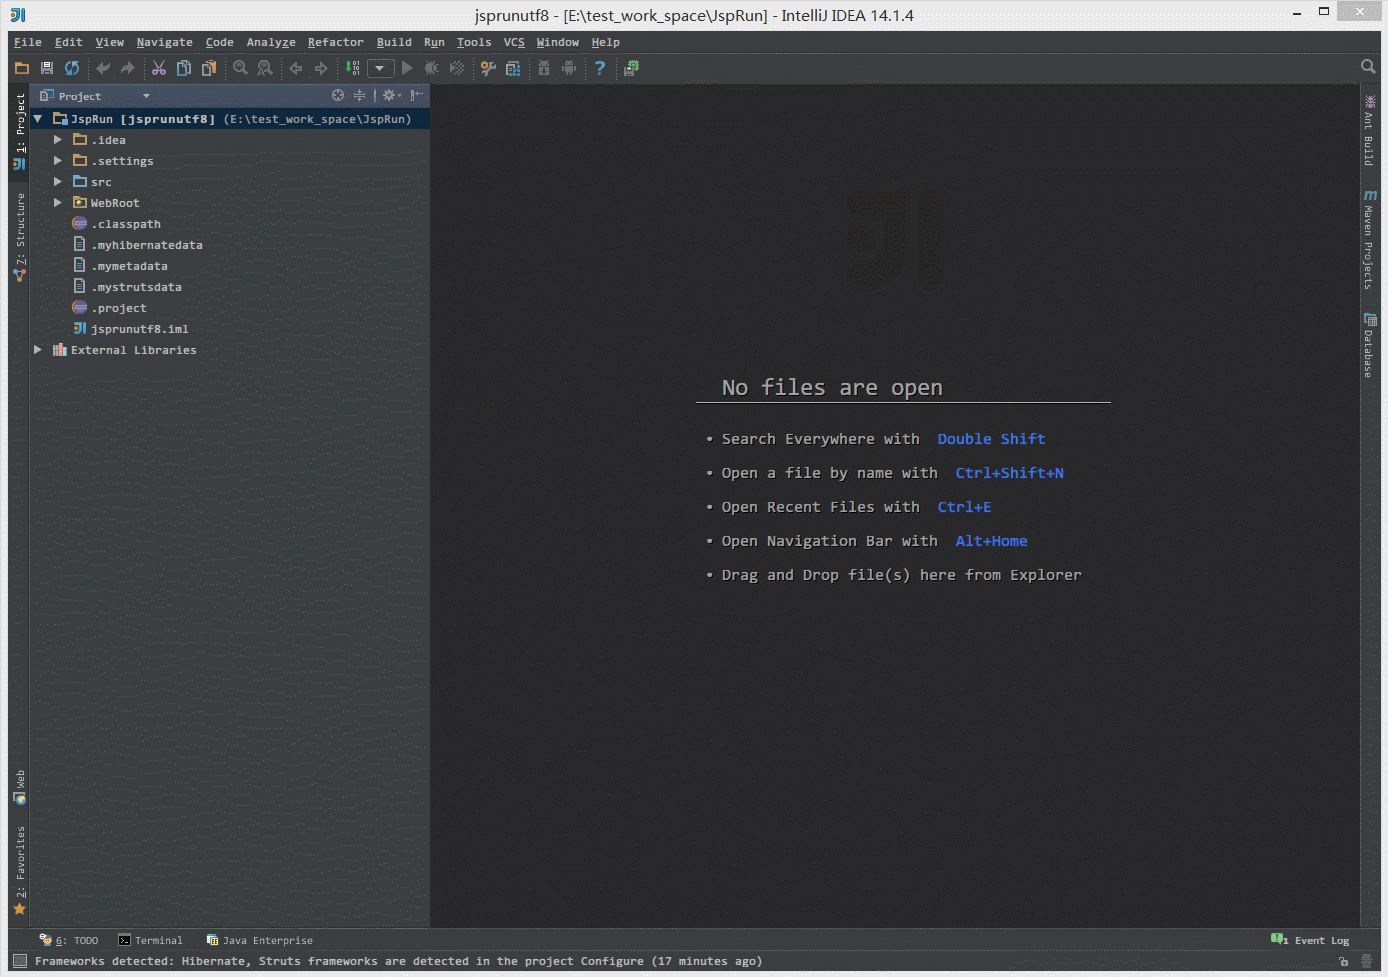 jsprunutf8 - [E:\test_work_space\JspRun] - IntelliJ IDEA 14.1.4
File Edit View Navigate Code Analyze Refactor Build Run Tools VCS Window Help
Project
JspRun [jsprunutf8] (E:\test_work_space\JspRun)
.idea
.settings
src
WebRoot
.classpath
.myhibernatedata
.mymetadata
.mystrutsdata
.project
jsprunutf8.iml
External Libraries
1: Project
7: Structure
Web
2: Favorites
No files are open
• Search Everywhere with Double Shift
• Open a file by name with Ctrl+Shift+N
• Open Recent Files with Ctrl+E
• Open Navigation Bar with Alt+Home
• Drag and Drop file(s) here from Explorer
Ant Build
m Maven Projects
Database
6: TODO Terminal Java Enterprise 1 Event Log
Frameworks detected: Hibernate, Struts frameworks are detected in the project Configure (17 minutes ago)